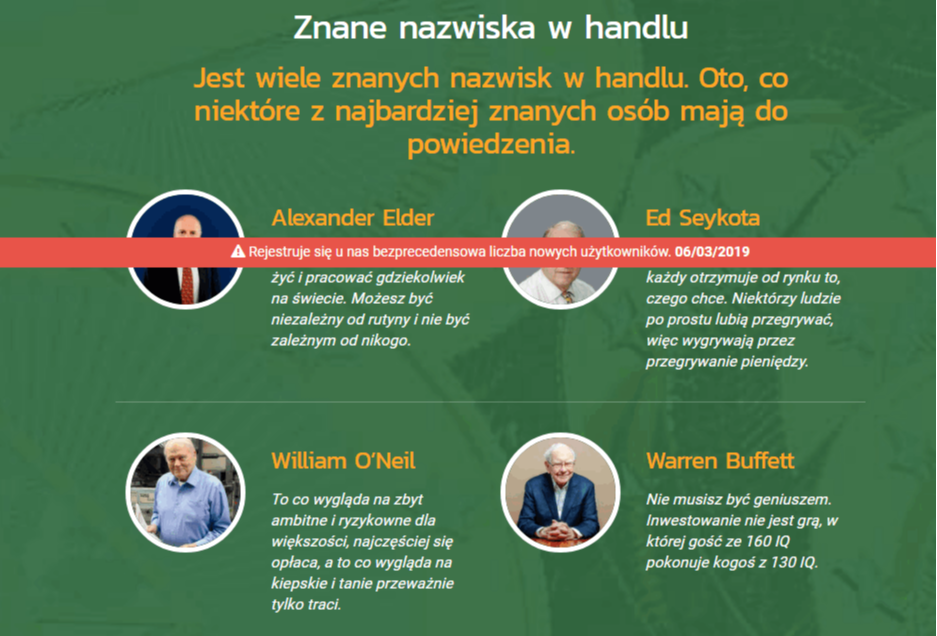 Znane nazwiska w handlu
Jest wiele znanych nazwisk w handlu. Oto, co
niektóre z najbardziej znanych osób mają do
powiedzenia.
Alexander Elder
Ed Seykota
Rejestruje się u nas bezprecedensowa liczba nowych użytkowników. 06/03/2019
żyć i pracować gdziekolwiek
na świecie. Możesz być
niezależny od rutyny i nie być
zależnym od nikogo.
każdy otrzymuje od rynku to,
czego chce. Niektórzy ludzie
po prostu lubią przegrywać,
więc wygrywają przez
przegrywanie pieniędzy.
William O'Neil
To co wygląda na zbyt
ambitne i ryzykowne dla
większości, najczęściej się
opłaca, a to co wygląda na
kiepskie i tanie przeważnie
tylko traci.
Warren Buffett
Nie musisz być geniuszem.
Inwestowanie nie jest grą, w
której gość ze 160 IQ
pokonuje kogoś z 130 IQ.